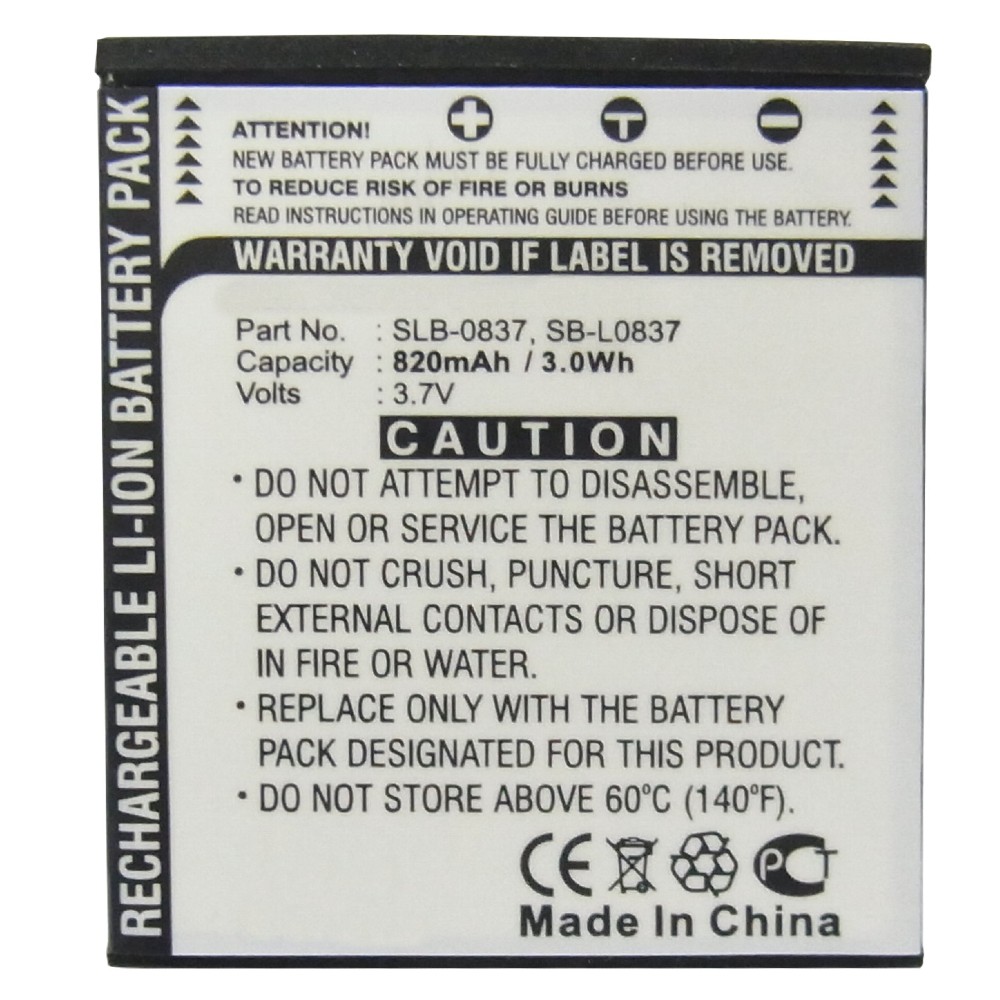 RECHARGEABLE LI-ION BATTERY PACK
+ T −
ATTENTION!
NEW BATTERY PACK MUST BE FULLY CHARGED BEFORE USE.
TO REDUCE RISK OF FIRE OR BURNS
READ INSTRUCTIONS IN OPERATING GUIDE BEFORE USING THE BATTERY.
WARRANTY VOID IF LABEL IS REMOVED
Part No. : SLB-0837, SB-L0837
Capacity : 820mAh / 3.0Wh
Volts : 3.7V
CAUTION
• DO NOT ATTEMPT TO DISASSEMBLE,
OPEN OR SERVICE THE BATTERY PACK.
• DO NOT CRUSH, PUNCTURE, SHORT
EXTERNAL CONTACTS OR DISPOSE OF
IN FIRE OR WATER.
• REPLACE ONLY WITH THE BATTERY
PACK DESIGNATED FOR THIS PRODUCT.
• DO NOT STORE ABOVE 60°C (140°F).
CE PCT
Made In China